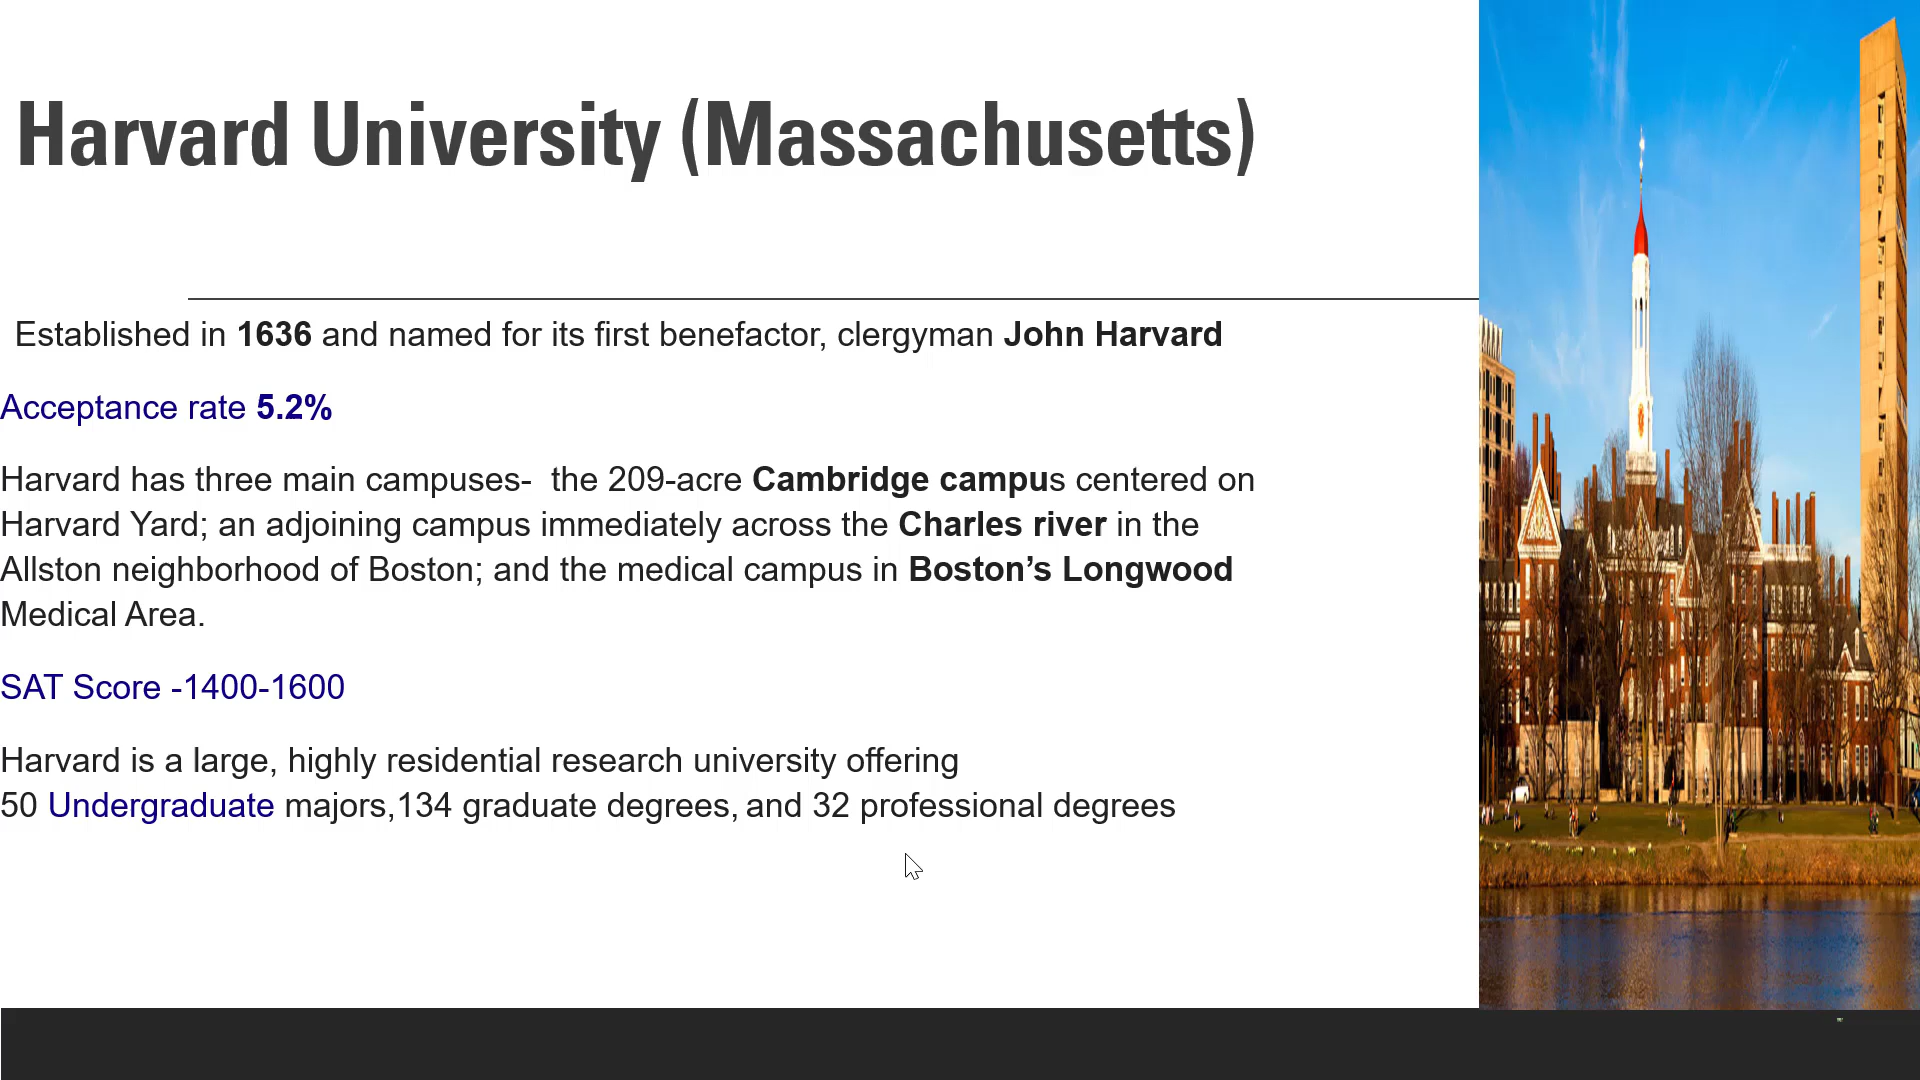 Harvard University (Massachusetts)
Established in 1636 and named for its first benefactor, clergyman John Harvard
Acceptance rate 5.2%
Harvard has three main campuses-  the 209-acre Cambridge campus centered on
Harvard Yard; an adjoining campus immediately across the Charles river in the
Allston neighborhood of Boston; and the medical campus in Boston’s Longwood
Medical Area.
SAT Score -1400-1600
Harvard is a large, highly residential research university offering
50 Undergraduate majors,134 graduate degrees, and 32 professional degrees